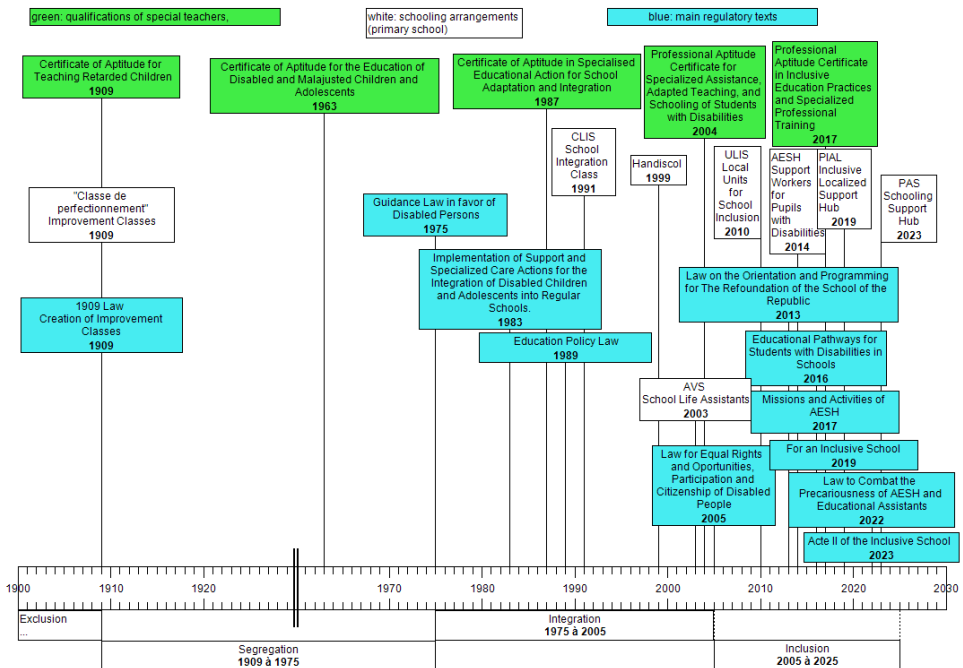 green: qualifications of special teachers,
white: schooling arrangements
(primary school)
blue: main regulatory texts
Certificate of Aptitude for
Teaching Retarded Children
1909
Certificate of Aptitude for the Education of
Disabled and Malajusted Children and
Adolescents
1963
Certificate of Aptitude in Specialised
Educational Action for School
Adaptation and Integration
1987
Professional Aptitude
Certificate for
Specialized Assistance,
Adapted Teaching, and
Schooling of Students
with Disabilities
2004
Professional
Aptitude Certificate
in Inclusive
Education Practices
and Specialized
Professional
Training
2017
"Classe de
perfectionnement"
Improvement Classes
1909
CLIS
School
Integration
Class
1991
Handiscol
1999
ULIS
Local
Units
for
School
Inclusion
2010
AESH
Support
Workers
for
Pupils
with
Disabilities
2014
PIAL
Inclusive
Localized
Support
Hub
2019
PAS
Schooling
Support
Hub
2023
Guidance Law in favor of
Disabled Persons
1975
Implementation of Support and
Specialized Care Actions for the
Integration of Disabled Children
and Adolescents into Regular
Schools.
1983
Law on the Orientation and Programming
for The Refoundation of the School of the
Republic
2013
1909 Law
Creation of Improvement
Classes
1909
Education Policy Law
1989
Educational Pathways for
Students with Disabilities in
Schools
2016
AVS
School Life Assistants
2003
Missions and Activities of
AESH
2017
Law for Equal Rights
and Oportunities,
Participation and
Citizenship of Disabled
People
2005
For an Inclusive School
2019
Law to Combat the
Precariousness of AESH and
Educational Assistants
2022
Acte II of the Inclusive School
2023
1900 1910 1920 1970 1980 1990 2000 2010 2020 2030
Exclusion
...
Segregation
1909 à 1975
Integration
1975 à 2005
Inclusion
2005 à 2025